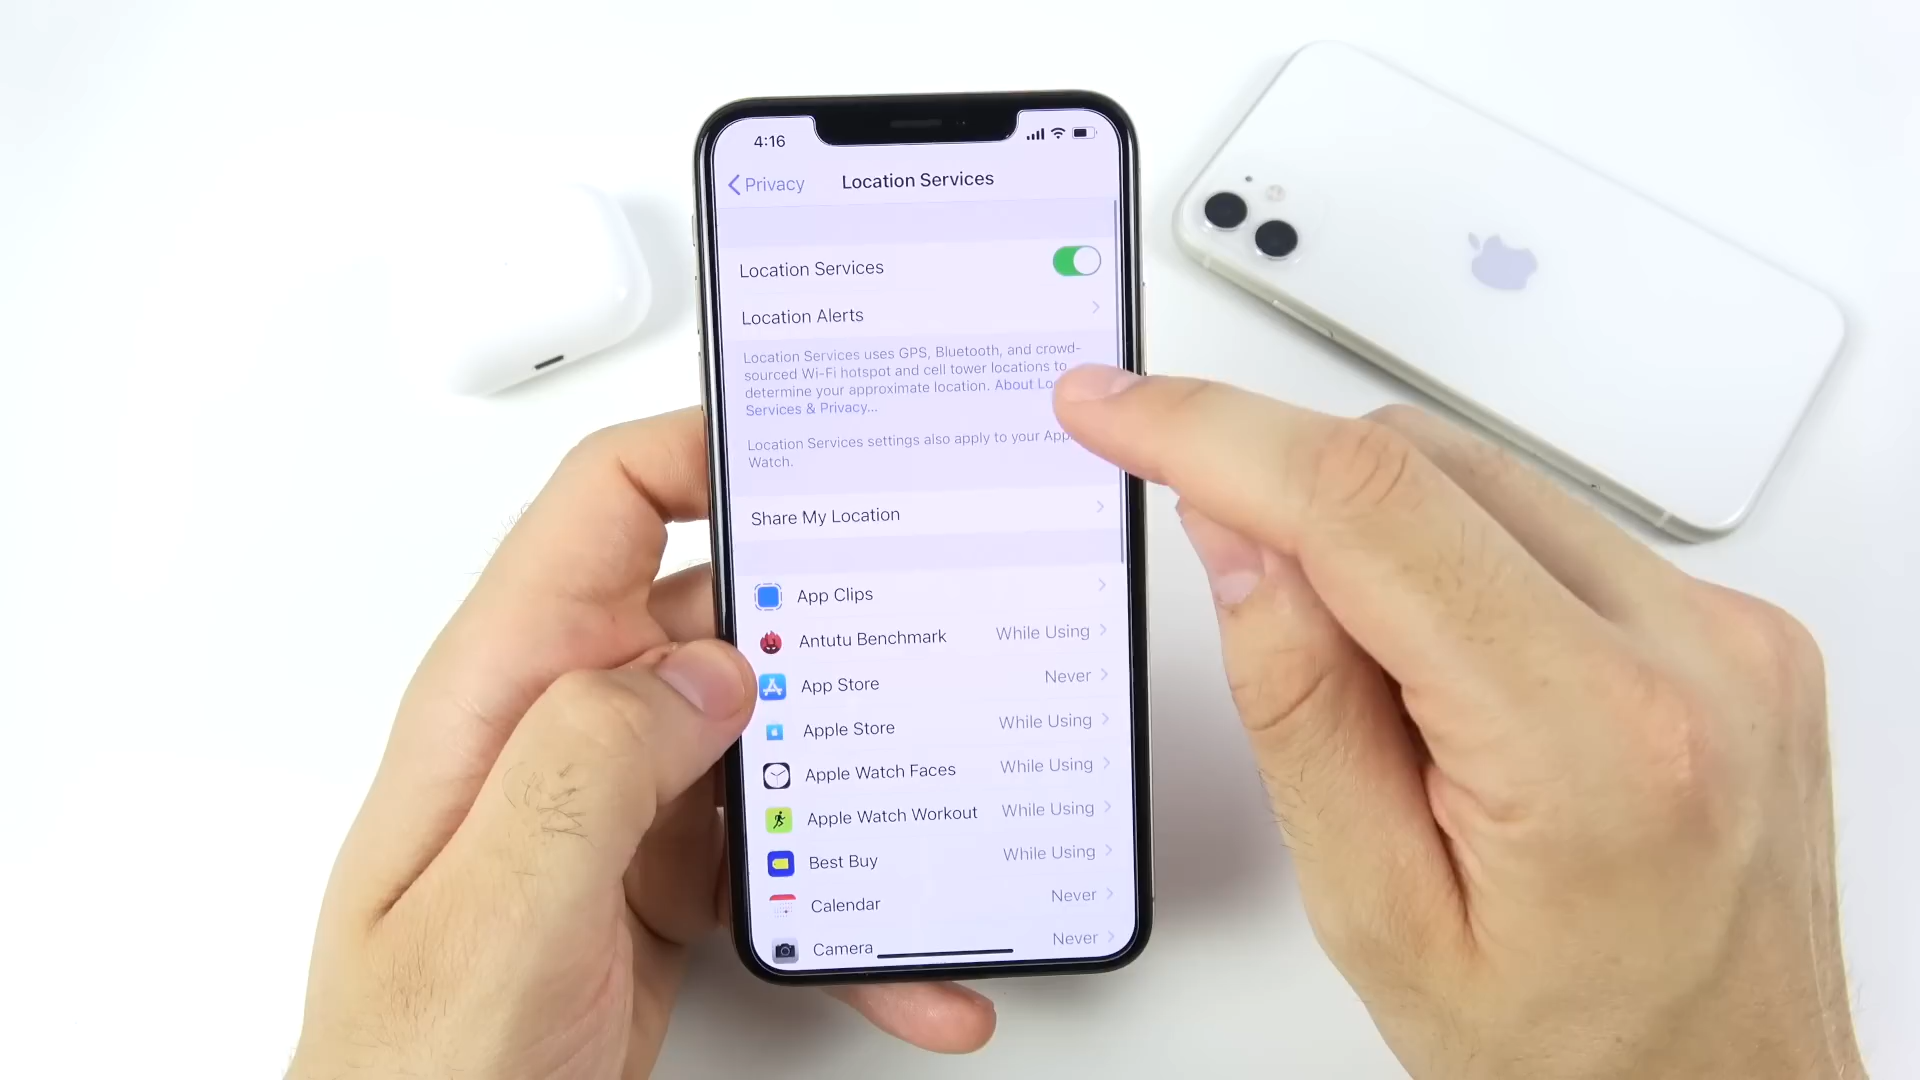 4:16
Privacy
Location Services
Location Services
Location Alerts
Location Services uses GPS, Bluetooth, and crowd-
sourced Wi-Fi hotspot and cell tower locations to
determine your approximate location. About
Services & Privacy...
Location Services settings also apply to your
Watch.
Share My Location
App Clips
Antutu Benchmark While Using
App Store Never
Apple Store While Using
Apple Watch Faces While Using
Apple Watch Workout While Using
Best Buy While Using
Calendar Never
Camera Never